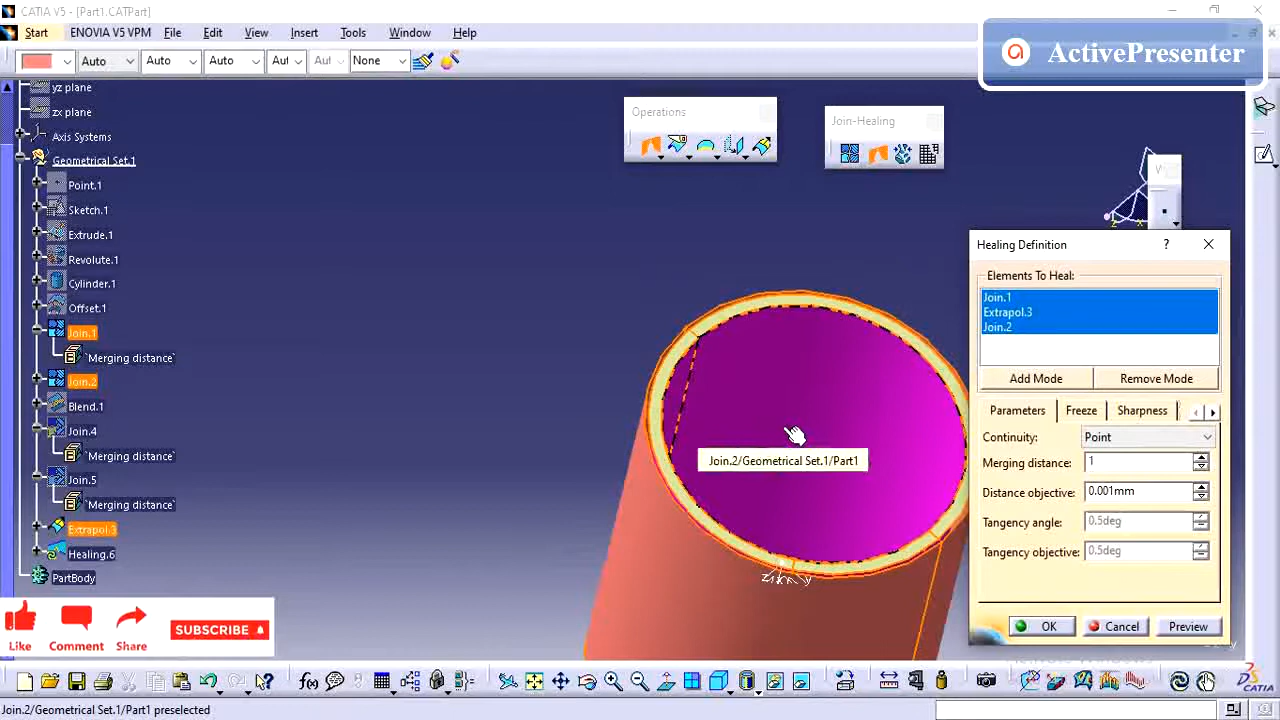 CATIA V5 - [Part1.CATPart]
ActivePresenter
Start ENOVIA V5 VPM File Edit View Insert Tools Window Help
Auto Auto Auto Aut Aut None
yz plane
zx plane
Axis Systems
Geometrical Set.1
Point.1
Sketch.1
Extrude.1
Revolute.1
Cylinder.1
Offset.1
Join.1
`Merging distance`
Join.2
Blend.1
Join.4
`Merging distance`
Join.5
`Merging distance`
Extrapol.3
Healing.6
PartBody
Operations
Join-Healing
V
z x
Healing Definition ?
Elements To Heal:
Join.1
Extrapol.3
Join.2
Add Mode Remove Mode
Parameters Freeze Sharpness
Continuity: Point
Merging distance: 1
Distance objective: 0.001mm
Tangency angle: 0.5deg
Tangency objective: 0.5deg
OK Cancel Preview
Join.2/Geometrical Set.1/Part1
z y
Like Comment Share SUBSCRIBE
f(x) ?
CATIA
Join.2/Geometrical Set.1/Part1 preselected